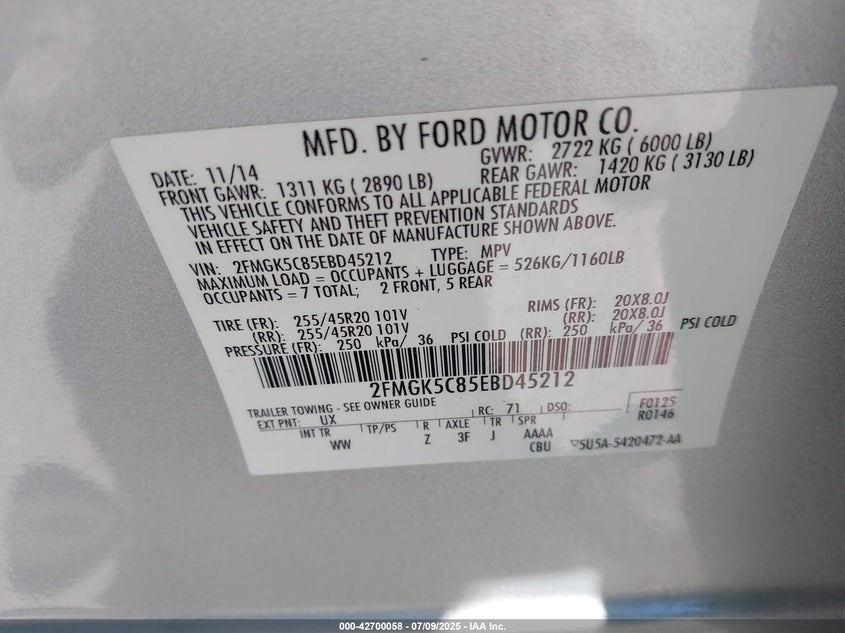 MFD. BY FORD MOTOR CO.
DATE: 11/14 GVWR: 2722 KG ( 6000 LB)
FRONT GAWR: 1311 KG ( 2890 LB) REAR GAWR: 1420 KG ( 3130 LB)
THIS VEHICLE CONFORMS TO ALL APPLICABLE FEDERAL MOTOR
VEHICLE SAFETY AND THEFT PREVENTION STANDARDS
IN EFFECT ON THE DATE OF MANUFACTURE SHOWN ABOVE.
VIN: 2FMGK5C85EBD45212 TYPE: MPV
MAXIMUM LOAD = OCCUPANTS + LUGGAGE = 526KG/1160LB
OCCUPANTS = 7 TOTAL; 2 FRONT, 5 REAR
TIRE (FR): 255/45R20 101V RIMS (FR): 20X8.0J
(RR): 255/45R20 101V (RR): 20X8.0J
PRESSURE (FR): 250 kPa/ 36 PSI COLD (RR): 250 kPa/ 36 PSI COLD
2FMGK5C85EBD45212
TRAILER TOWING - SEE OWNER GUIDE
EXT PNT: UX RC: 71 DSO: F0125
R0146
INT TR TP/PS R AXLE TR SPR
WW Z 3F J AAAA
CBU
5U5A-5420472-AA
000-42700058 - 07/09/2025 - IAA Inc.